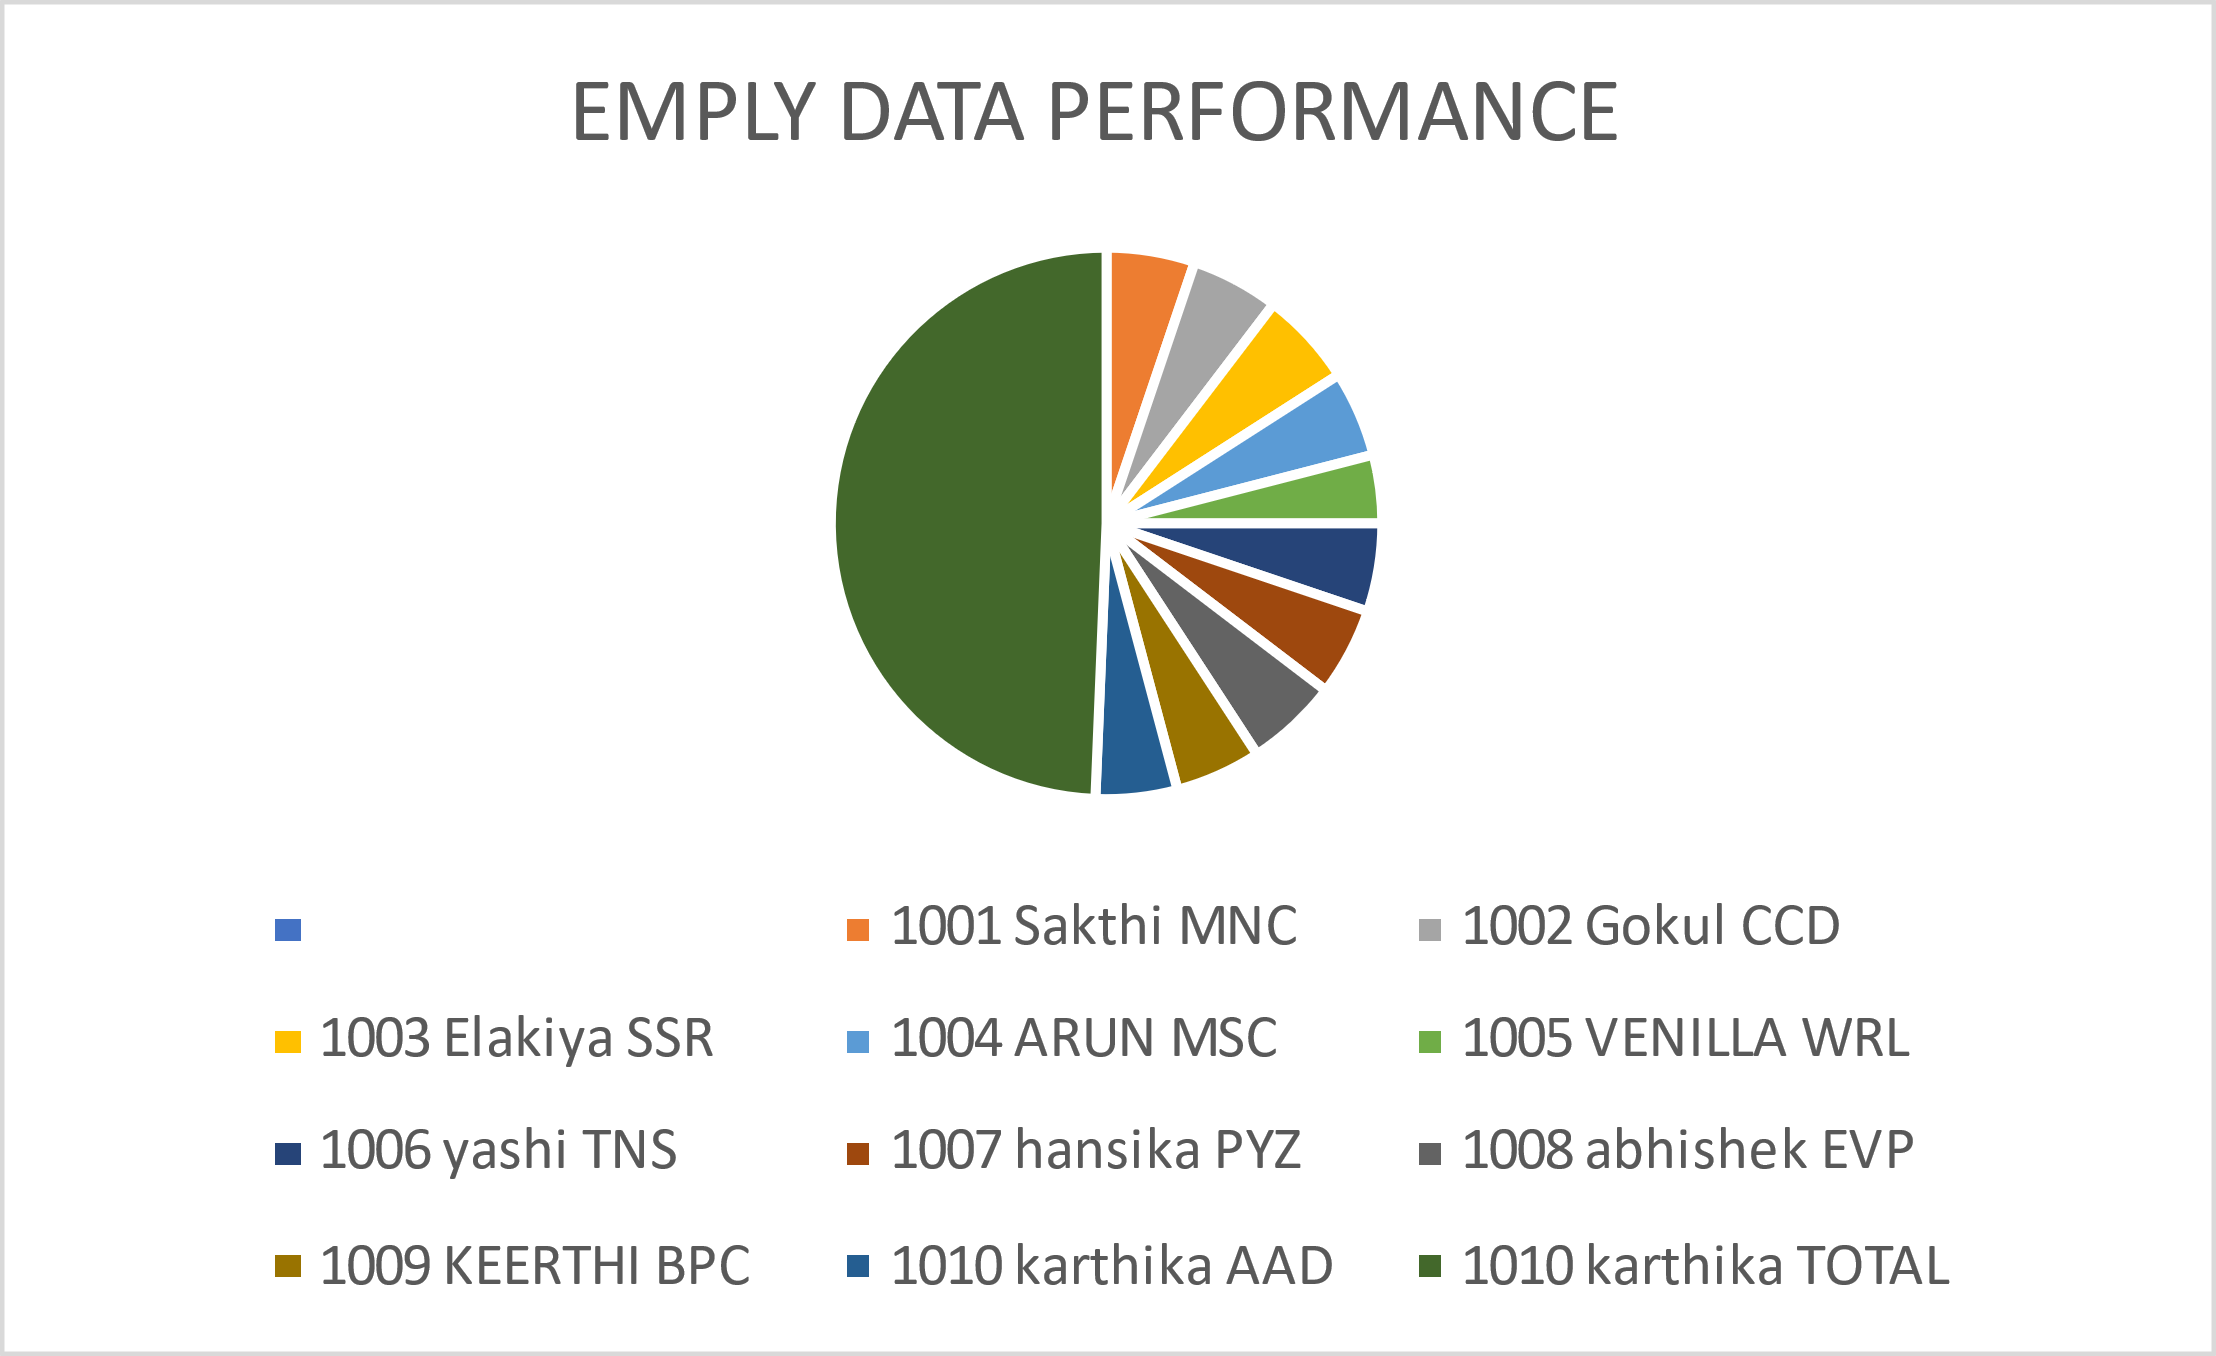 EMPLY DATA PERFORMANCE
1001 Sakthi MNC
1002 Gokul CCD
1003 Elakiya SSR
1004 ARUN MSC
1005 VENILLA WRL
1006 yashi TNS
1007 hansika PYZ
1008 abhishek EVP
1009 KEERTHI BPC
1010 karthika AAD
1010 karthika TOTAL